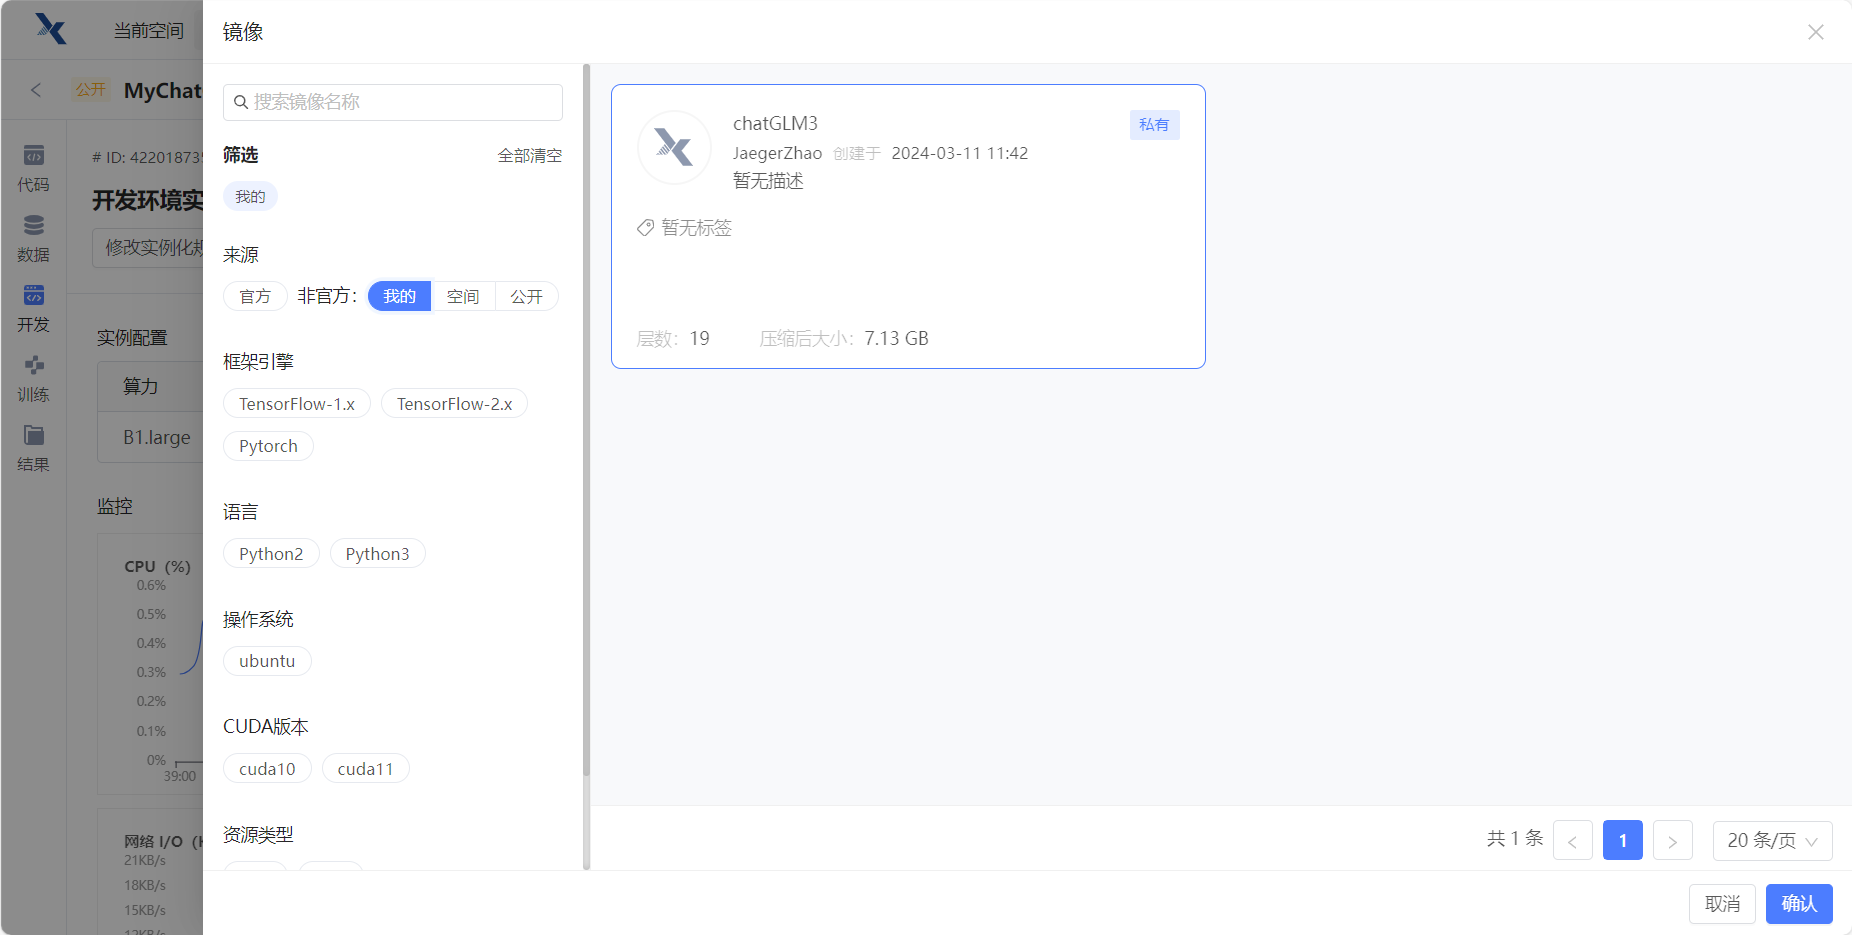 当前空间
公开 MyChat
# ID: 42201873
开发环境实
修改实例化
代码
数据
开发
训练
结果
实例配置
算力
B1.large
监控
CPU (%)
0.6%
0.5%
0.4%
0.3%
0.2%
0.1%
0%
39:00
网络 I/O
21KB/s
18KB/s
15KB/s
12KB/s
镜像
搜索镜像名称
筛选 全部清空
我的
来源
官方 非官方： 我的 空间 公开
框架引擎
TensorFlow-1.x TensorFlow-2.x
Pytorch
语言
Python2 Python3
操作系统
ubuntu
CUDA版本
cuda10 cuda11
资源类型
chatGLM3 私有
JaegerZhao 创建于 2024-03-11 11:42
暂无描述
暂无标签
层数： 19 压缩后大小： 7.13 GB
共 1 条 < 1 > 20 条/页
取消 确认